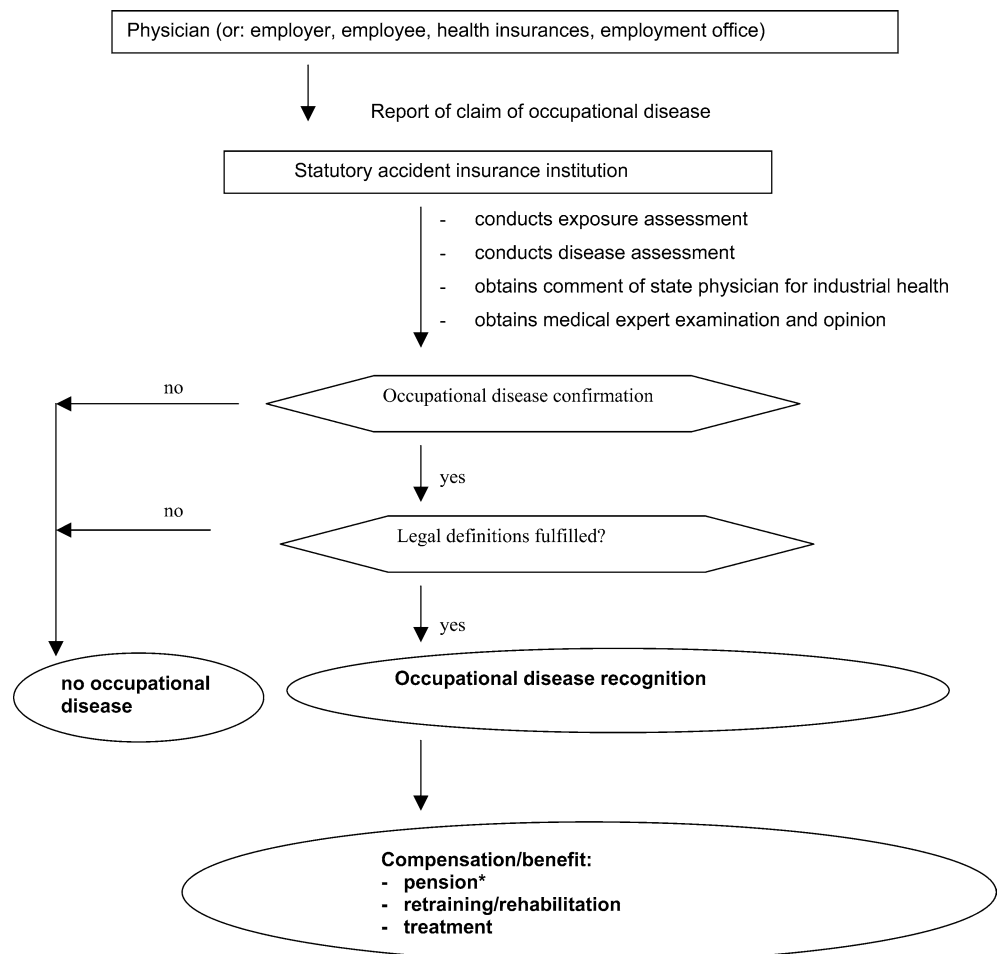 Physician (or: employer, employee, health insurances, employment office)
Report of claim of occupational disease
Statutory accident insurance institution
- conducts exposure assessment
- conducts disease assessment
- obtains comment of state physician for industrial health
- obtains medical expert examination and opinion
no
Occupational disease confirmation
yes
no
Legal definitions fulfilled?
yes
no occupational
disease
Occupational disease recognition
Compensation/benefit:
- pension*
- retraining/rehabilitation
- treatment